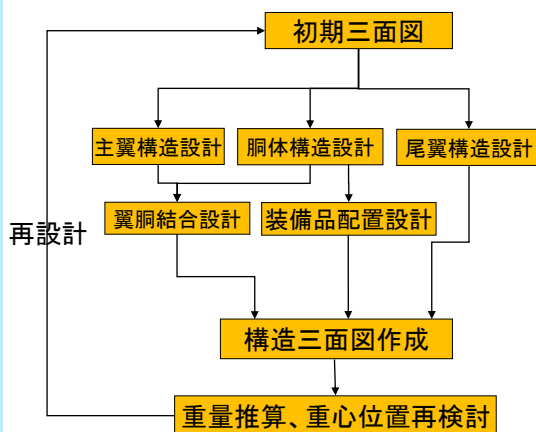 初期三面図
主翼構造設計
胴体構造設計
尾翼構造設計
翼胴結合設計
装備品配置設計
再設計
構造三面図作成
重量推算、重心位置再検討